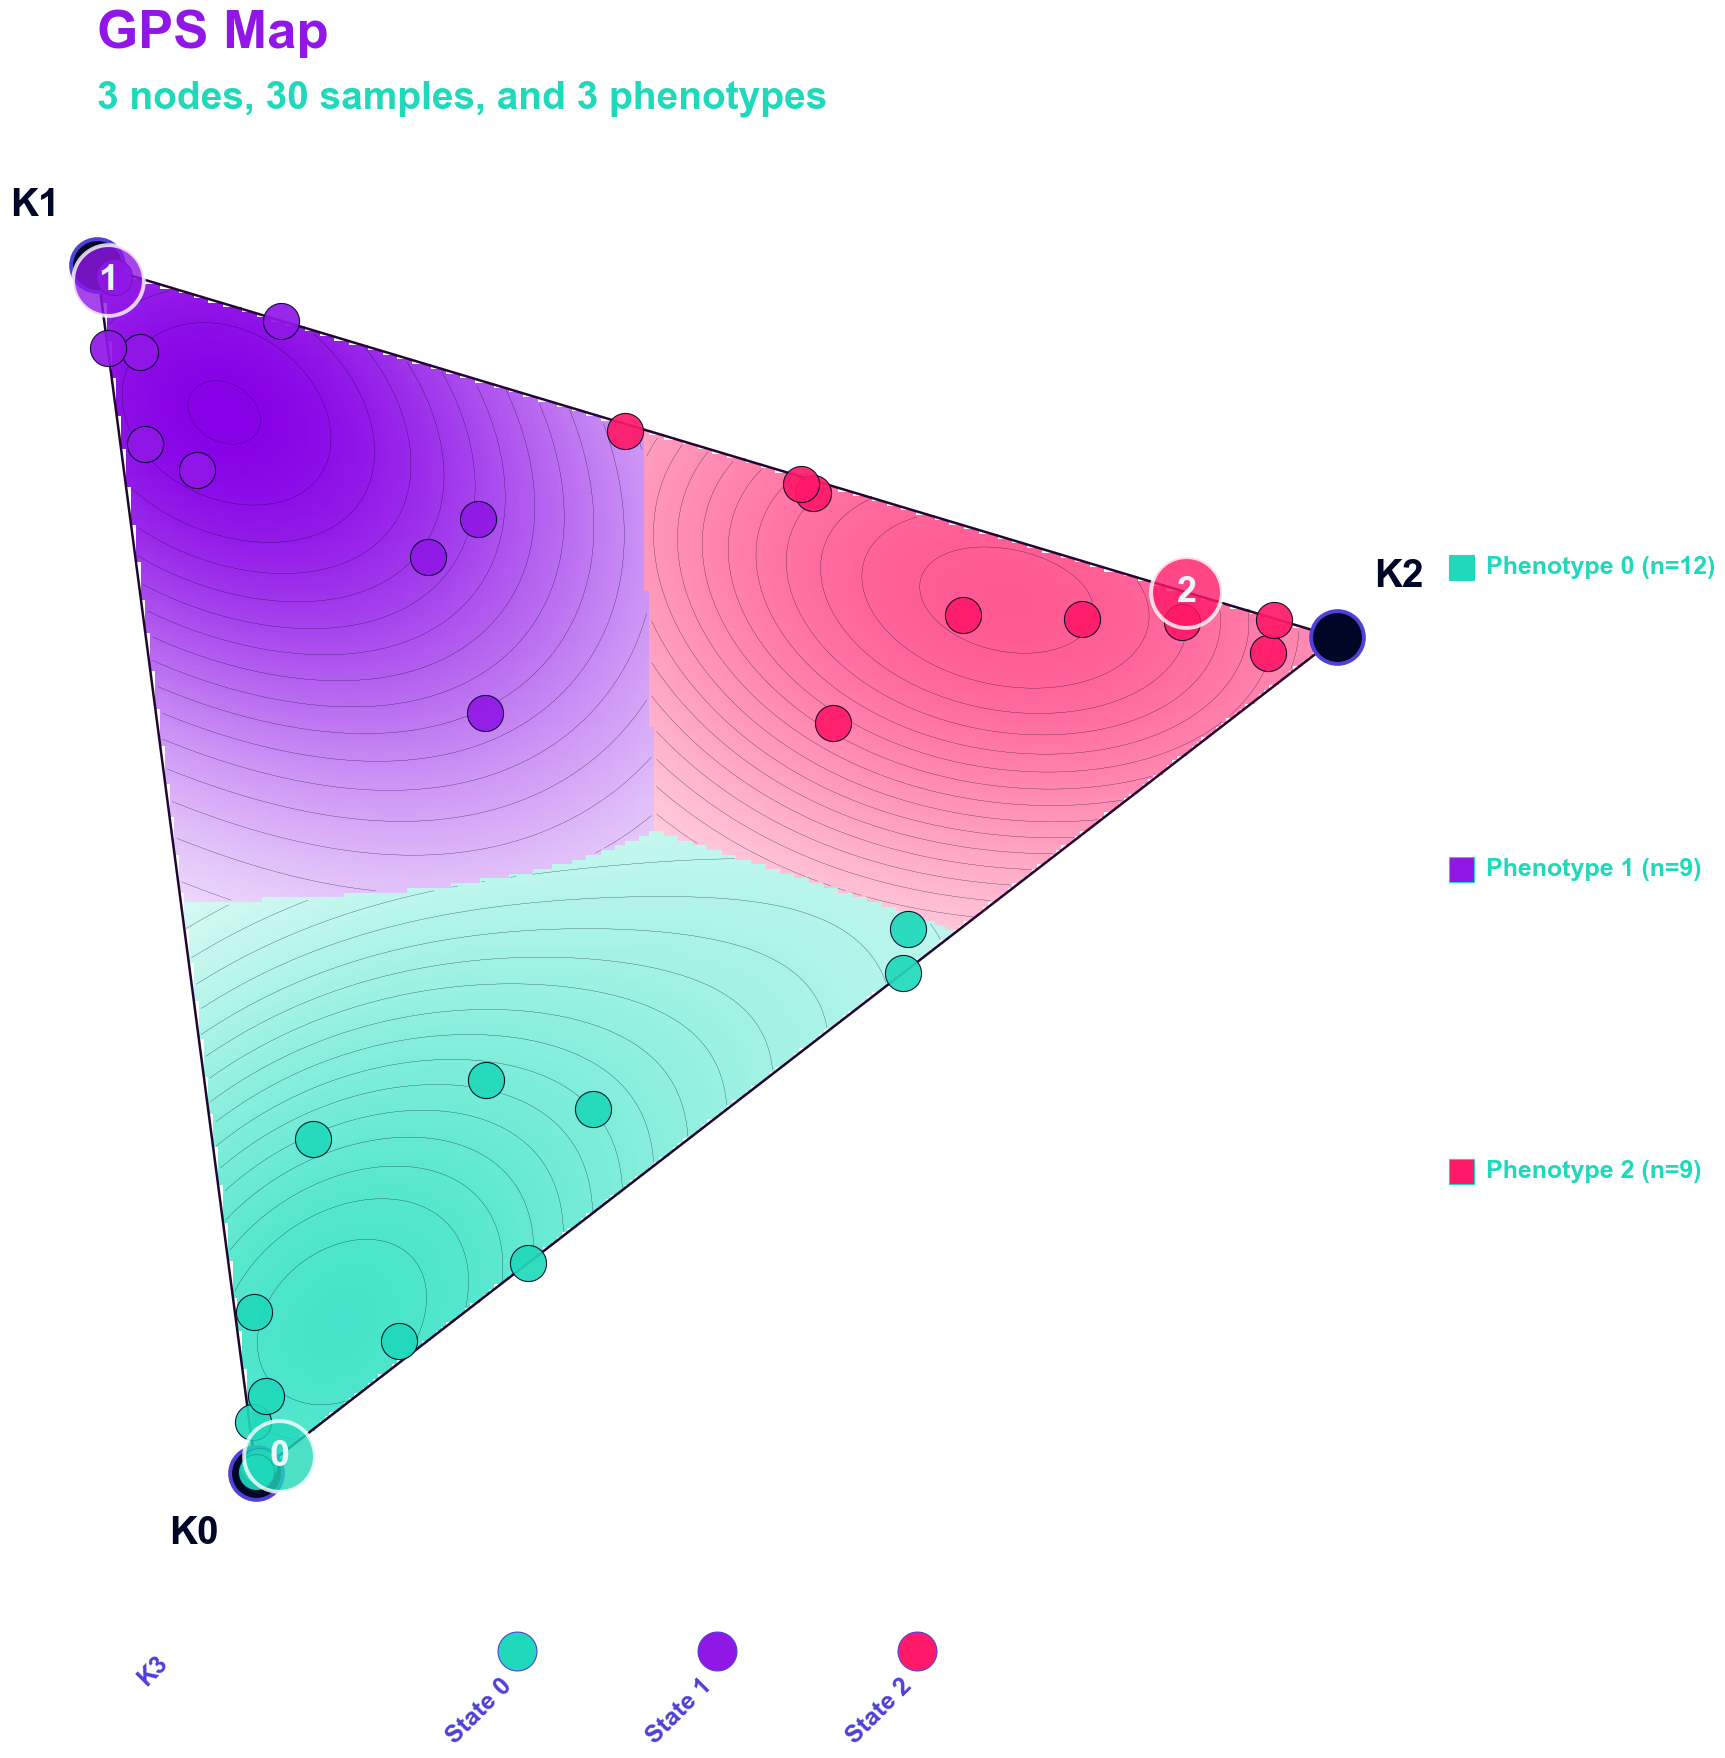 GPS Map
3 nodes, 30 samples, and 3 phenotypes
K1
1
2
K2
Phenotype 0 (n=12)
Phenotype 1 (n=9)
Phenotype 2 (n=9)
0
K0
K3
State 0
State 1
State 2